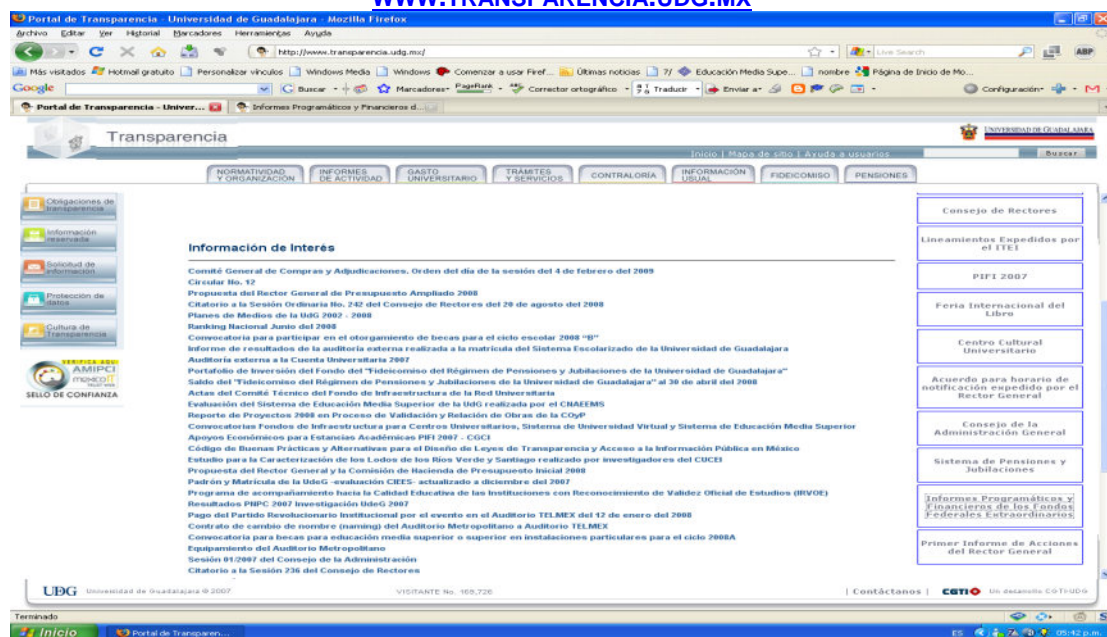 WWW.TRANSPARENCIA.UDG.MX
Portal de Transparencia - Universidad de Guadalajara - Mozilla Firefox
Archivo Editar Ver Historial Marcadores Herramientas Ayuda
http://www.transparencia.udg.mx/
Live Search
ABP
Más visitados Hotmail gratuito Personalizar vínculos Windows Media Windows Comenzar a usar Firef... Últimas noticias 7/ Educación Media Supe... nombre Página de Inicio de Mo...
Google Buscar Marcadores PageRank Corrector ortográfico Traducir Enviar a Configuración
Portal de Transparencia - Univer... Informes Programáticos y Financieros d...
Transparencia
UNIVERSIDAD DE GUADALAJARA
Inicio | Mapa de sitio | Ayuda a usuarios Buscar
NORMATIVIDAD Y ORGANIZACIÓN
INFORMES DE ACTIVIDAD
GASTO UNIVERSITARIO
TRÁMITES Y SERVICIOS
CONTRALORÍA
INFORMACIÓN USUAL
FIDEICOMISO
PENSIONES
Obligaciones de transparencia
Información reservada
Solicitud de información
Protección de datos
Cultura de Transparencia
VERIFICA AQUI
AMIPCI
SELLO DE CONFIANZA
Información de Interés
Comité General de Compras y Adjudicaciones. Orden del día de la sesión del 4 de febrero del 2009
Circular No. 12
Propuesta del Rector General de Presupuesto Ampliado 2008
Citatorio a la Sesión Ordinaria No. 242 del Consejo de Rectores del 20 de agosto del 2008
Planes de Medios de la UdG 2002 - 2008
Ranking Nacional Junio del 2008
Convocatoria para participar en el otorgamiento de becas para el ciclo escolar 2008 “B”
Informe de resultados de la auditoría externa realizada a la matrícula del Sistema Escolarizado de la Universidad de Guadalajara
Auditoría externa a la Cuenta Universitaria 2007
Portafolio de Inversión del Fondo del "Fideicomiso del Régimen de Pensiones y Jubilaciones de la Universidad de Guadalajara"
Saldo del "Fideicomiso del Régimen de Pensiones y Jubilaciones de la Universidad de Guadalajara" al 30 de abril del 2008
Actas del Comité Técnico del Fondo de Infraestructura de la Red Universitaria
Evaluación del Sistema de Educación Media Superior de la UdG realizada por el CNAEEMS
Reporte de Proyectos 2008 en Proceso de Validación y Relación de Obras de la COyP
Convocatorias Fondos de Infraestructura para Centros Universitarios, Sistema de Universidad Virtual y Sistema de Educación Media Superior
Apoyos Económicos para Estancias Académicas PIFI 2007 - CGCI
Código de Buenas Prácticas y Alternativas para el Diseño de Leyes de Transparencia y Acceso a la Información Pública en México
Estudio para la Caracterización de los Lodos de los Ríos Verde y Santiago realizado por investigadores del CUCEI
Propuesta del Rector General y la Comisión de Hacienda de Presupuesto Inicial 2008
Padrón y Matrícula de la UdeG -evaluación CIEES- actualizado a diciembre del 2007
Programa de acompañamiento hacia la Calidad Educativa de las Instituciones con Reconocimiento de Validez Oficial de Estudios (IRVOE)
Resultados PNPC 2007 Investigación UdeG 2007
Pago del Partido Revolucionario Institucional por el evento en el Auditorio TELMEX del 12 de enero del 2008
Contrato de cambio de nombre (naming) del Auditorio Metropolitano a Auditorio TELMEX
Convocatoria para becas para educación media superior o superior en instalaciones particulares para el ciclo 2008A
Equipamiento del Auditorio Metropolitano
Sesión 01/2007 del Consejo de la Administración
Citatorio a la Sesión 236 del Consejo de Rectores
Consejo de Rectores
Lineamientos Expedidos por el ITEI
PIFI 2007
Feria Internacional del Libro
Centro Cultural Universitario
Acuerdo para horario de notificación expedido por el Rector General
Consejo de la Administración General
Sistema de Pensiones y Jubilaciones
Informes Programáticos y Financieros de los Fondos Federales Extraordinarios
Primer Informe de Acciones del Rector General
UDG Universidad de Guadalajara © 2007 VISITANTE No. 168,726 | Contáctanos | CGTI Un desarrollo CGTI-UDG
Terminado
Inicio Portal de Transparen... ES 05:42 p.m.